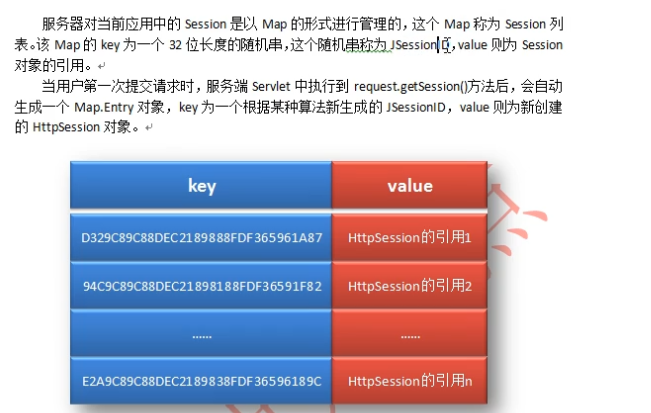 服务器对当前应用中的 Session 是以 Map 的形式进行管理的，这个 Map 称为 Session 列
表。该 Map 的 key 为一个 32 位长度的随机串，这个随机串称为 JSessionID，value 则为 Session
对象的引用。
当用户第一次提交请求时，服务端 Servlet 中执行到 request.getSession()方法后，会自动
生成一个 Map.Entry 对象，key 为一个根据某种算法新生成的 JSessionID，value 则为新创建
的 HttpSession 对象。
key value
D329C89C88DEC2189888FDF365961A87 HttpSession的引用1
94C9C89C88DEC21898188FDF36591F82 HttpSession的引用2
...... ......
E2A9C89C88DEC2189838FDF36596189C HttpSession的引用n